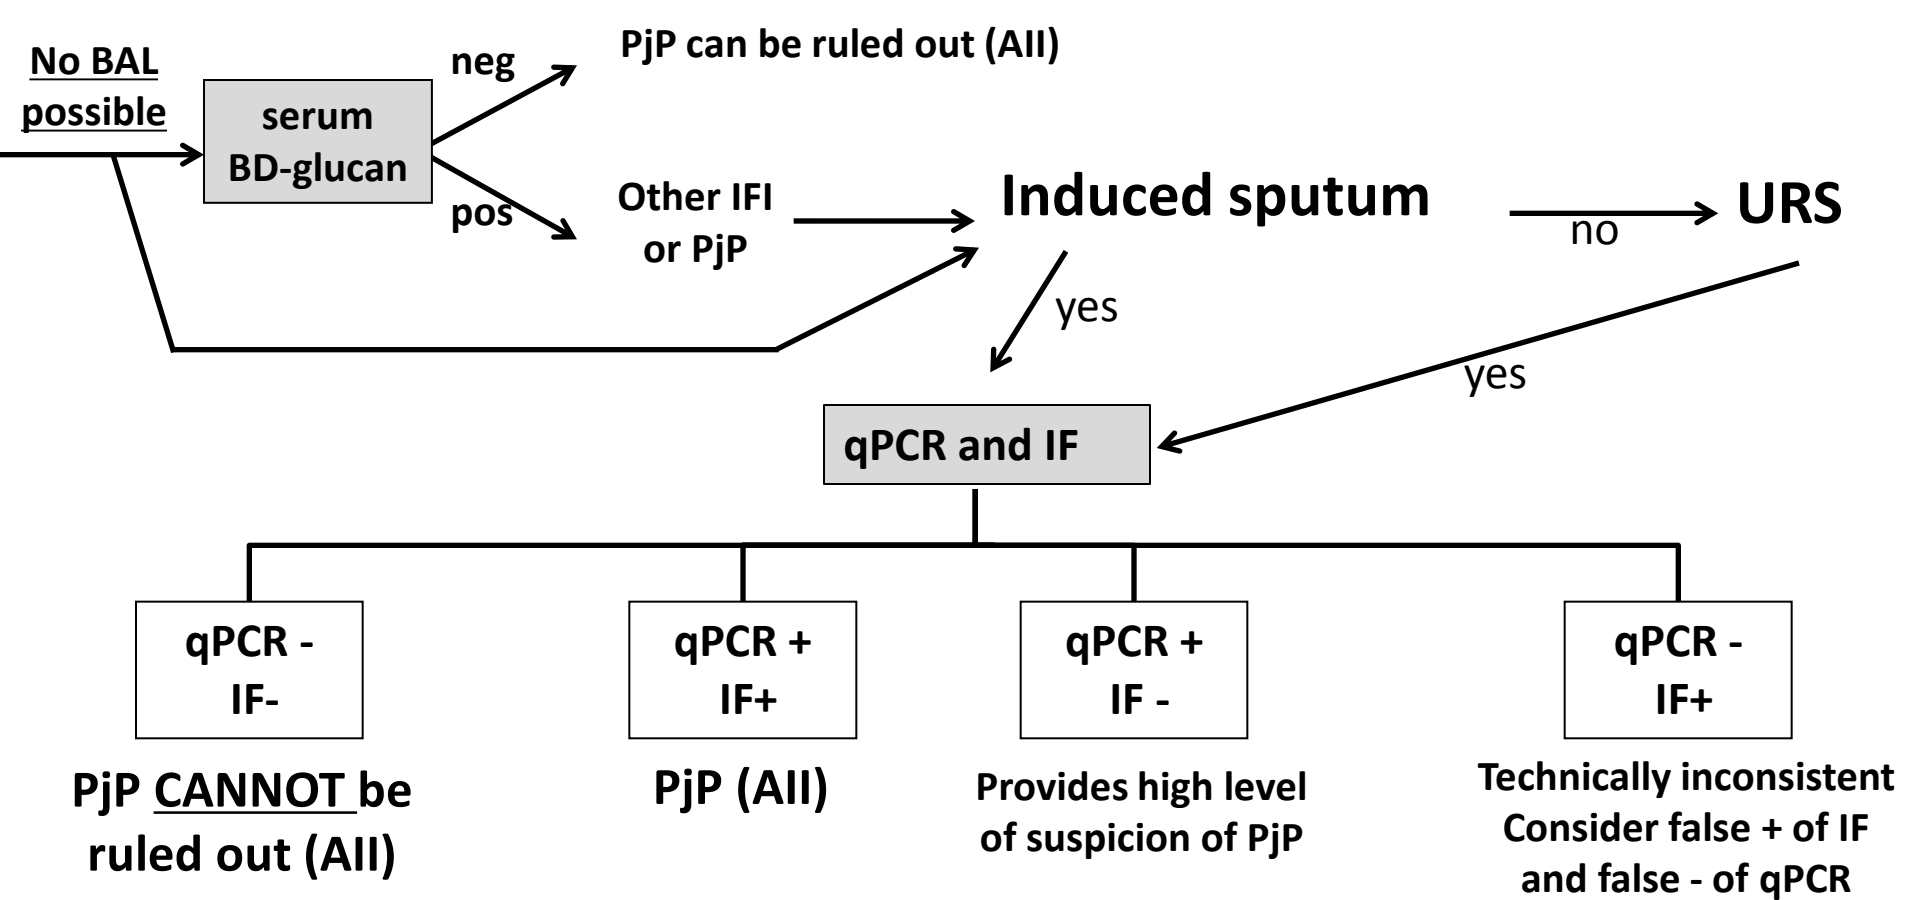 No BAL
possible
serum
BD-glucan
neg
pos
PjP can be ruled out (AII)
Other IFI
or PjP
Induced sputum
no
URS
yes
yes
qPCR and IF
qPCR -
IF-
PjP CANNOT be
ruled out (AII)
qPCR +
IF+
PjP (AII)
qPCR +
IF -
Provides high level
of suspicion of PjP
qPCR -
IF+
Technically inconsistent
Consider false + of IF
and false - of qPCR